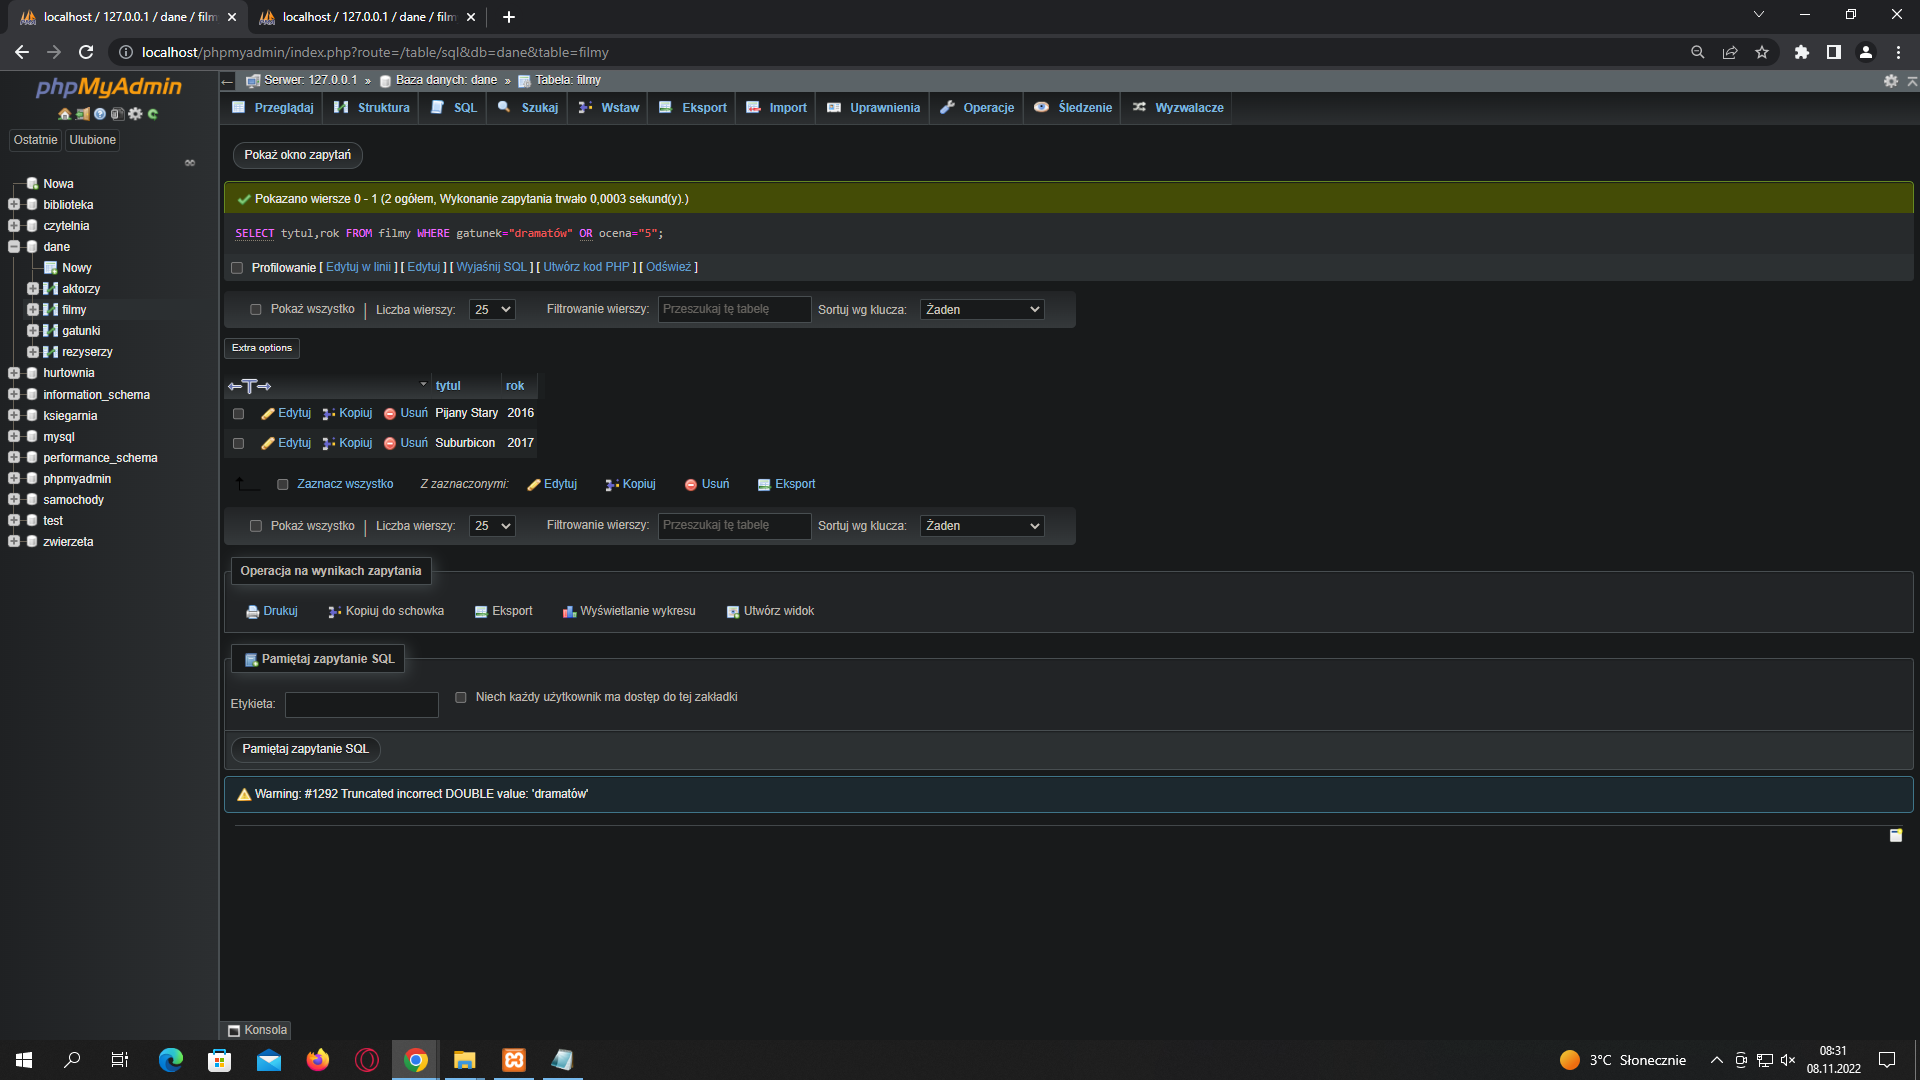 localhost / 127.0.0.1 / dane / film
localhost / 127.0.0.1 / dane / film
localhost/phpmyadmin/index.php?route=/table/sql&db=dane&table=filmy
phpMyAdmin
Ostatnie
Ulubione
Nowa
biblioteka
czytelnia
dane
Nowy
aktorzy
filmy
gatunki
rezyserzy
hurtownia
information_schema
ksiegarnia
mysql
performance_schema
phpmyadmin
samochody
test
zwierzeta
Serwer: 127.0.0.1 » Baza danych: dane » Tabela: filmy
Przeglądaj Struktura SQL Szukaj Wstaw Eksport Import Uprawnienia Operacje Śledzenie Wyzwalacze
Pokaż okno zapytań
Pokazano wiersze 0 - 1 (2 ogółem, Wykonanie zapytania trwało 0,0003 sekund(y).)
SELECT tytul,rok FROM filmy WHERE gatunek="dramatów" OR ocena="5";
Profilowanie [ Edytuj w linii ] [ Edytuj ] [ Wyjaśnij SQL ] [ Utwórz kod PHP ] [ Odśwież ]
Pokaż wszystko | Liczba wierszy: 25 Filtrowanie wierszy: Przeszukaj tę tabelę Sortuj wg klucza: Żaden
Extra options
←T→ tytul rok
Edytuj Kopiuj Usuń Pijany Stary 2016
Edytuj Kopiuj Usuń Suburbicon 2017
Zaznacz wszystko Z zaznaczonymi: Edytuj Kopiuj Usuń Eksport
Pokaż wszystko | Liczba wierszy: 25 Filtrowanie wierszy: Przeszukaj tę tabelę Sortuj wg klucza: Żaden
Operacja na wynikach zapytania
Drukuj Kopiuj do schowka Eksport Wyświetlanie wykresu Utwórz widok
Pamiętaj zapytanie SQL
Etykieta: Niech każdy użytkownik ma dostęp do tej zakładki
Pamiętaj zapytanie SQL
Warning: #1292 Truncated incorrect DOUBLE value: 'dramatów'
Konsola
3°C Słonecznie
08:31
08.11.2022